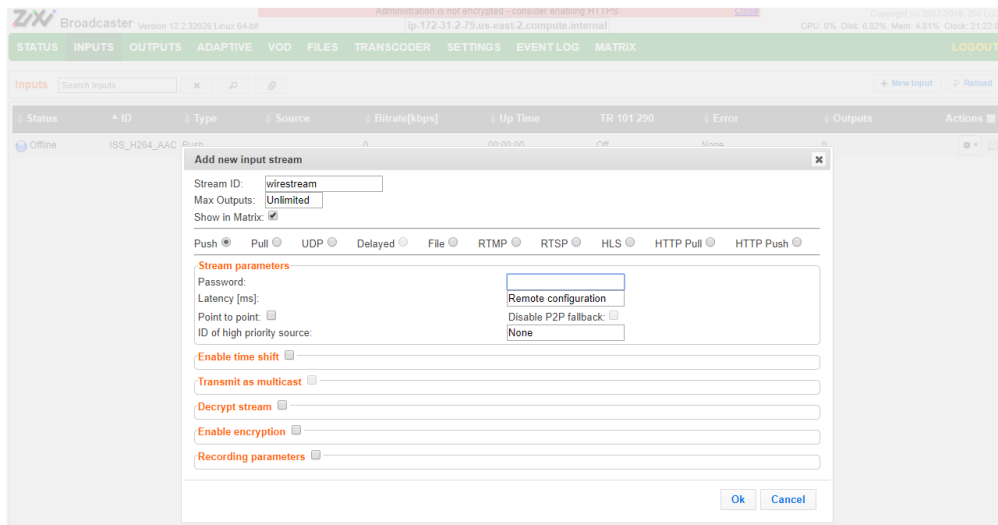 ZiXi Broadcaster Version 12.2.32926 Linux 64-bit
Administration is not encrypted - consider enabling HTTPS Close
ip-172-31-2-79.us-east-2.compute.internal
CPU: 0% Disk: 6.52% Mem: 4.81% Clock: 21:22:0
STATUS INPUTS OUTPUTS ADAPTIVE VOD FILES TRANSCODER SETTINGS EVENT LOG MATRIX LOGOUT
Inputs Search Inputs + New Input Reload
Status ID Type Source Bitrate[kbps] Up Time TR 101 290 Error Outputs Actions
Offline ISS_H264_AAC Push 0 00:00:00 Off None 0
Add new input stream
Stream ID: wirestream
Max Outputs: Unlimited
Show in Matrix:
Push Pull UDP Delayed File RTMP RTSP HLS HTTP Pull HTTP Push
Stream parameters
Password:
Latency [ms]: Remote configuration
Point to point: Disable P2P fallback:
ID of high priority source: None
Enable time shift
Transmit as multicast
Decrypt stream
Enable encryption
Recording parameters
Ok Cancel